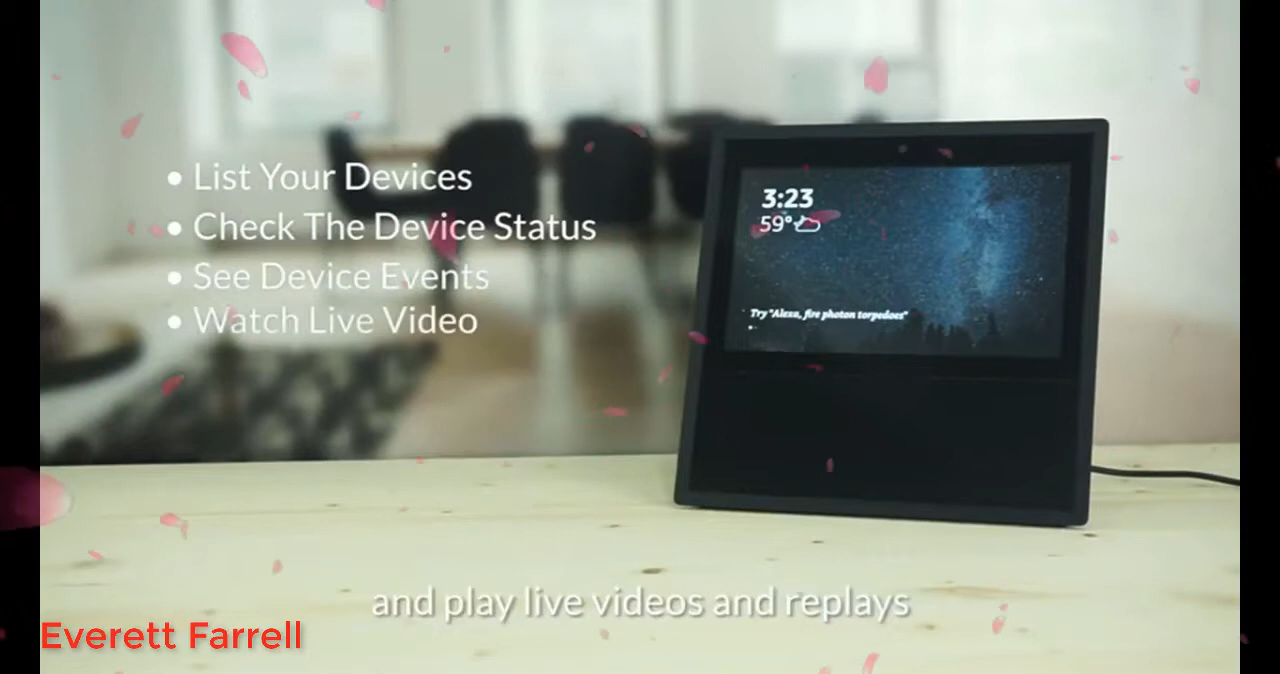 • List Your Devices
• Check The Device Status
• See Device Events
• Watch Live Video
3:23
59°
Try "Alexa, fire photon torpedoes"
and play live videos and replays
Everett Farrell